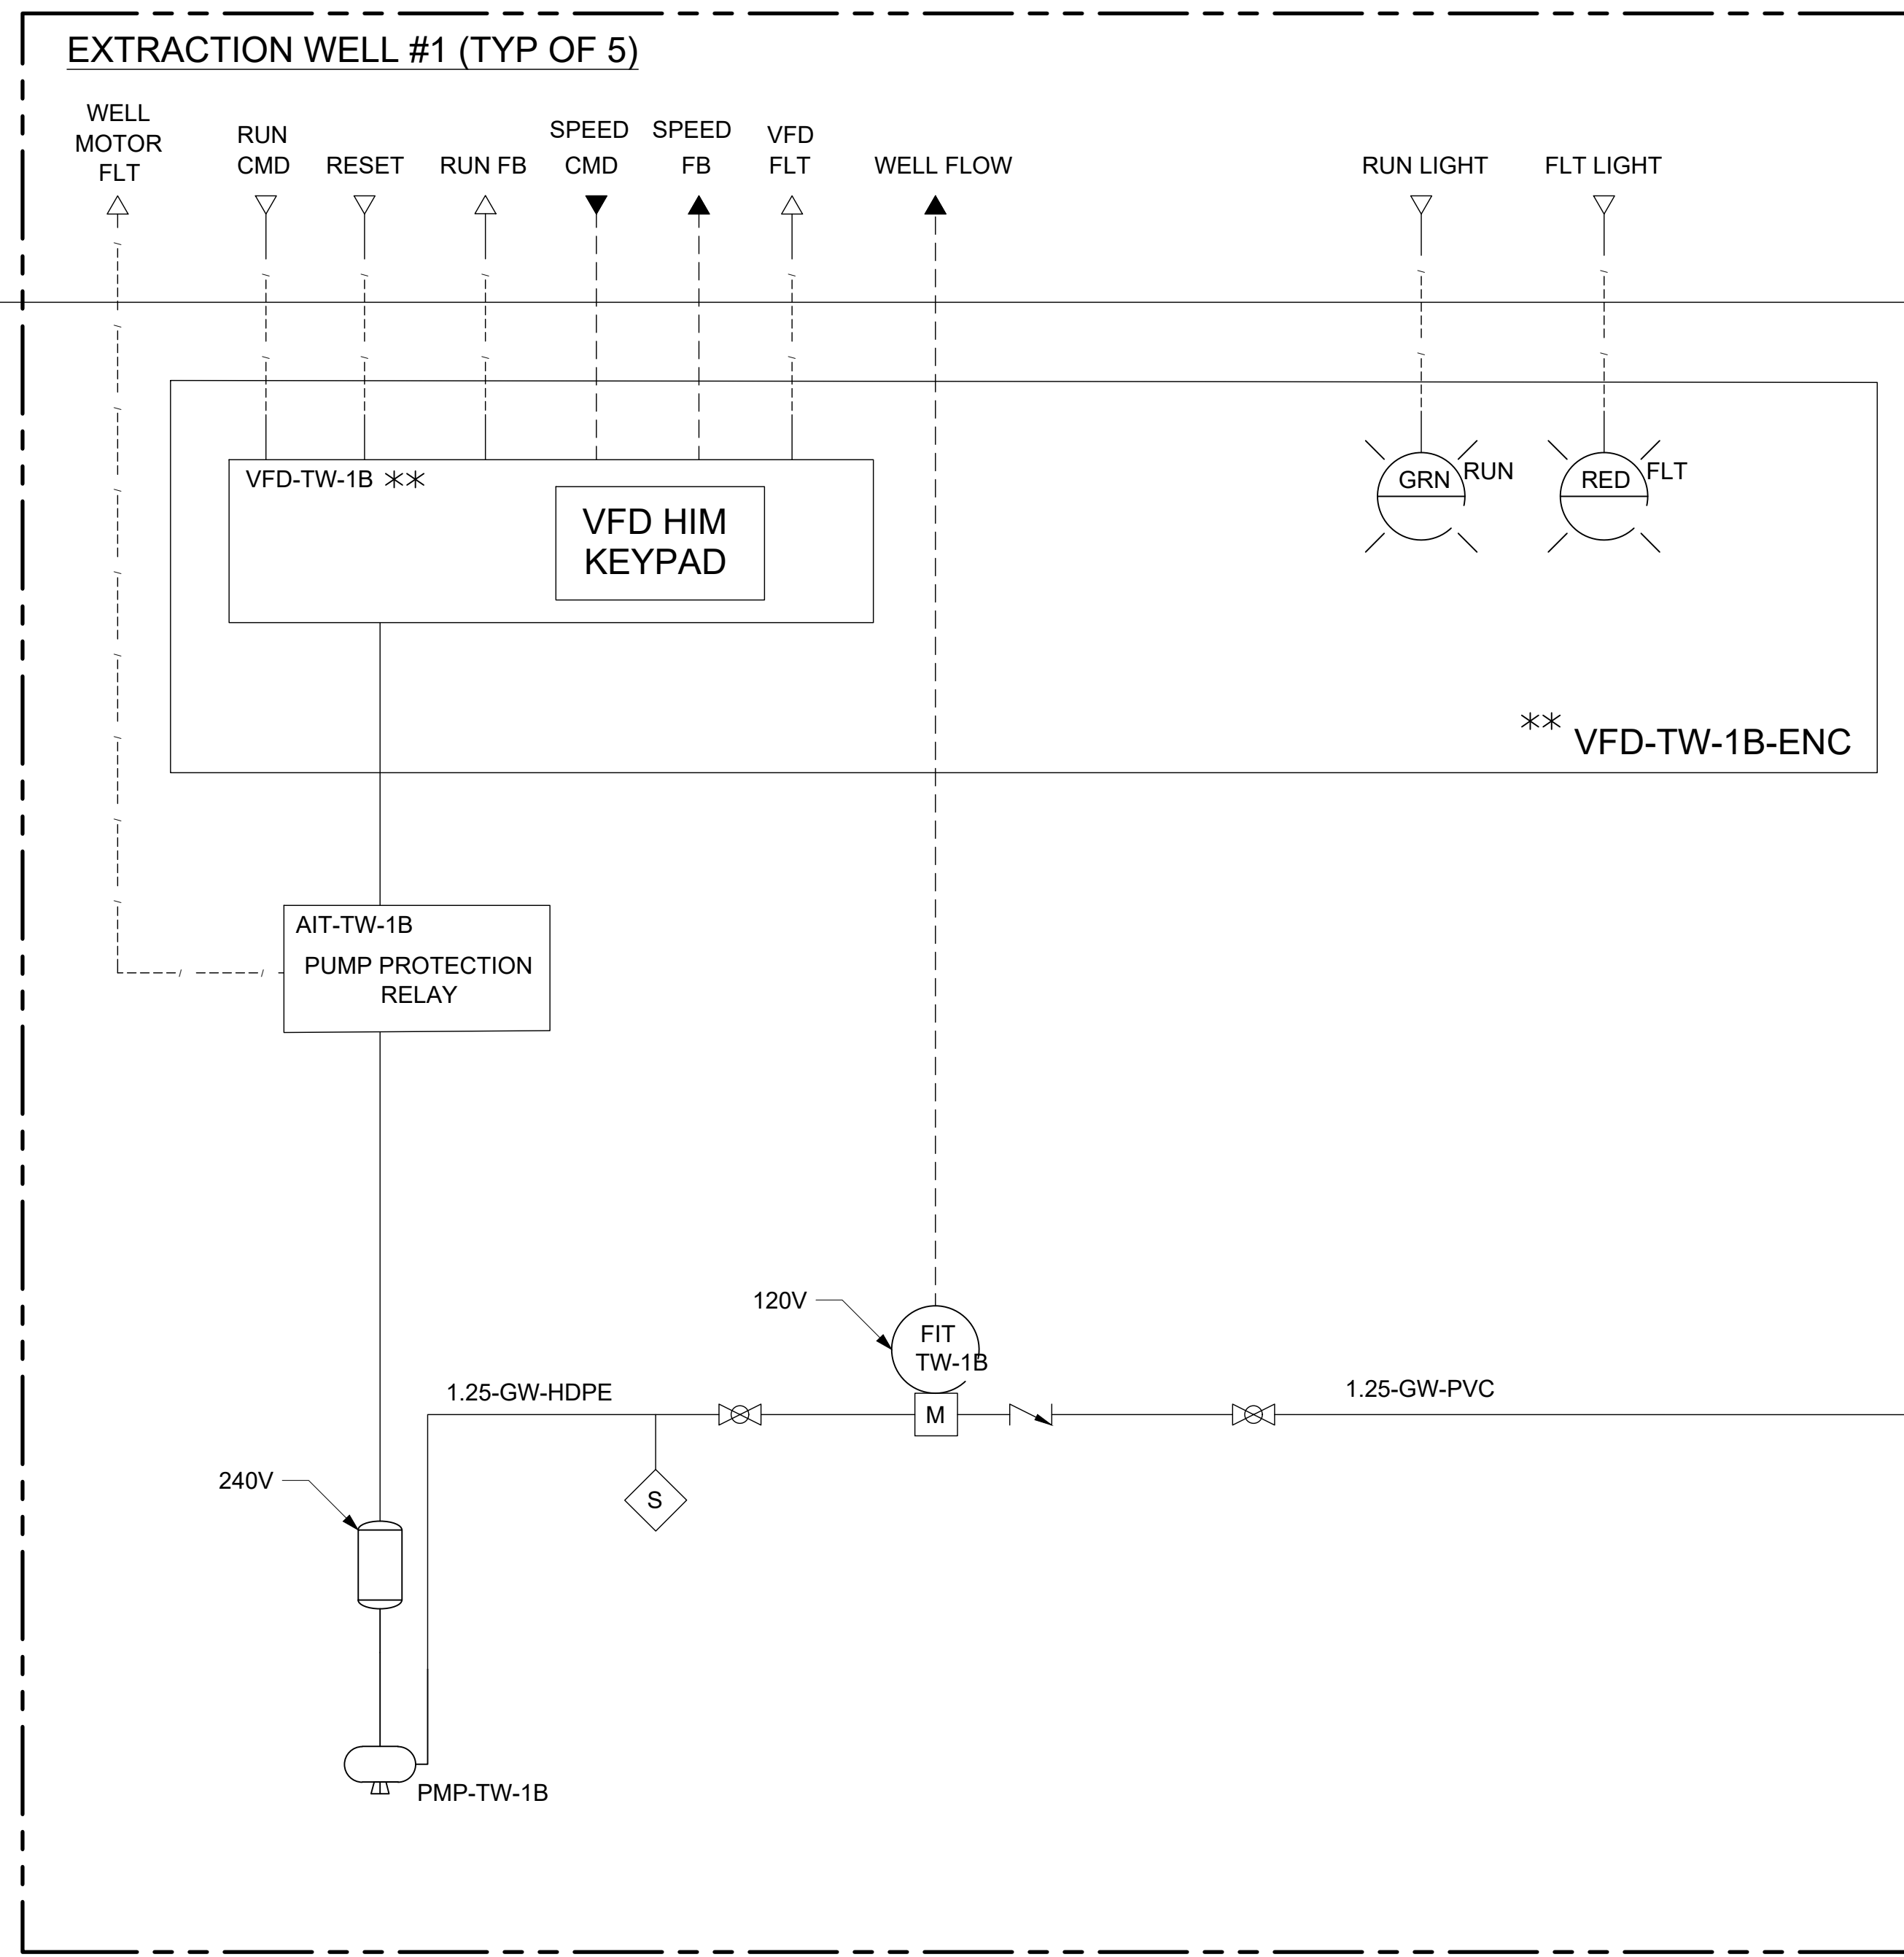 EXTRACTION WELL #1 (TYP OF 5)
WELL
MOTOR
FLT
RUN
CMD
RESET
RUN FB
SPEED
CMD
SPEED
FB
VFD
FLT
WELL FLOW
RUN LIGHT
FLT LIGHT
VFD-TW-1B **
VFD HIM
KEYPAD
GRN
RUN
RED
FLT
** VFD-TW-1B-ENC
AIT-TW-1B
PUMP PROTECTION
RELAY
120V
FIT
TW-1B
M
1.25-GW-HDPE
1.25-GW-PVC
S
240V
PMP-TW-1B